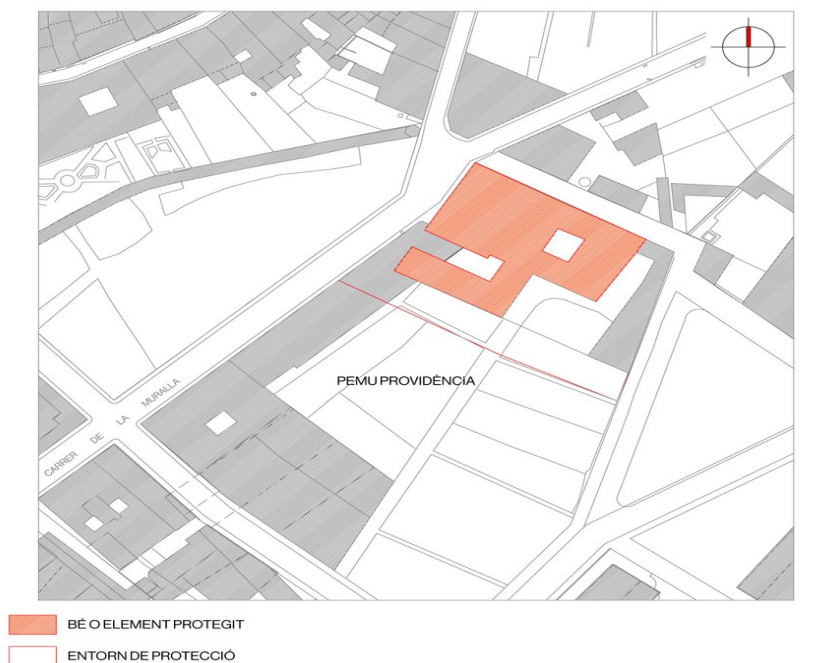 PEMU PROVIDÈNCIA
CARRER DE LA MURALLA
BÉ O ELEMENT PROTEGIT
ENTORN DE PROTECCIÓ